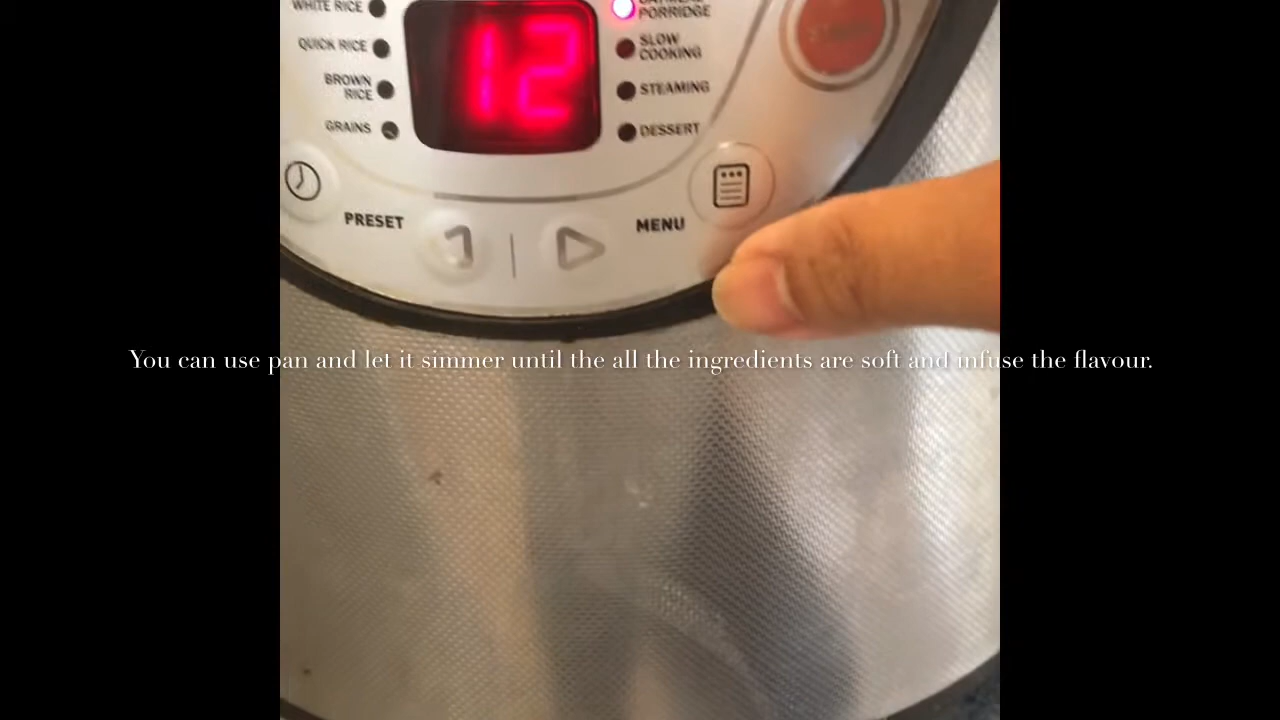 WHITE RICE
QUICK RICE
BROWN
RICE
GRAINS
12
PORRIDGE
SLOW
COOKING
STEAMING
DESSERT
PRESET
MENU
You can use pan and let it simmer until the all the ingredients are soft and infuse the flavour.